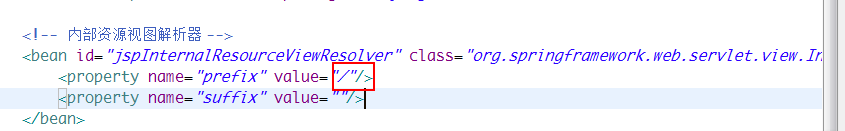 <!-- 内部资源视图解析器 -->
<bean id="jspInternalResourceViewResolver" class="org.springframework.web.servlet.view.In
<property name="prefix" value="/"/>
<property name="suffix" value=""/>
</bean>